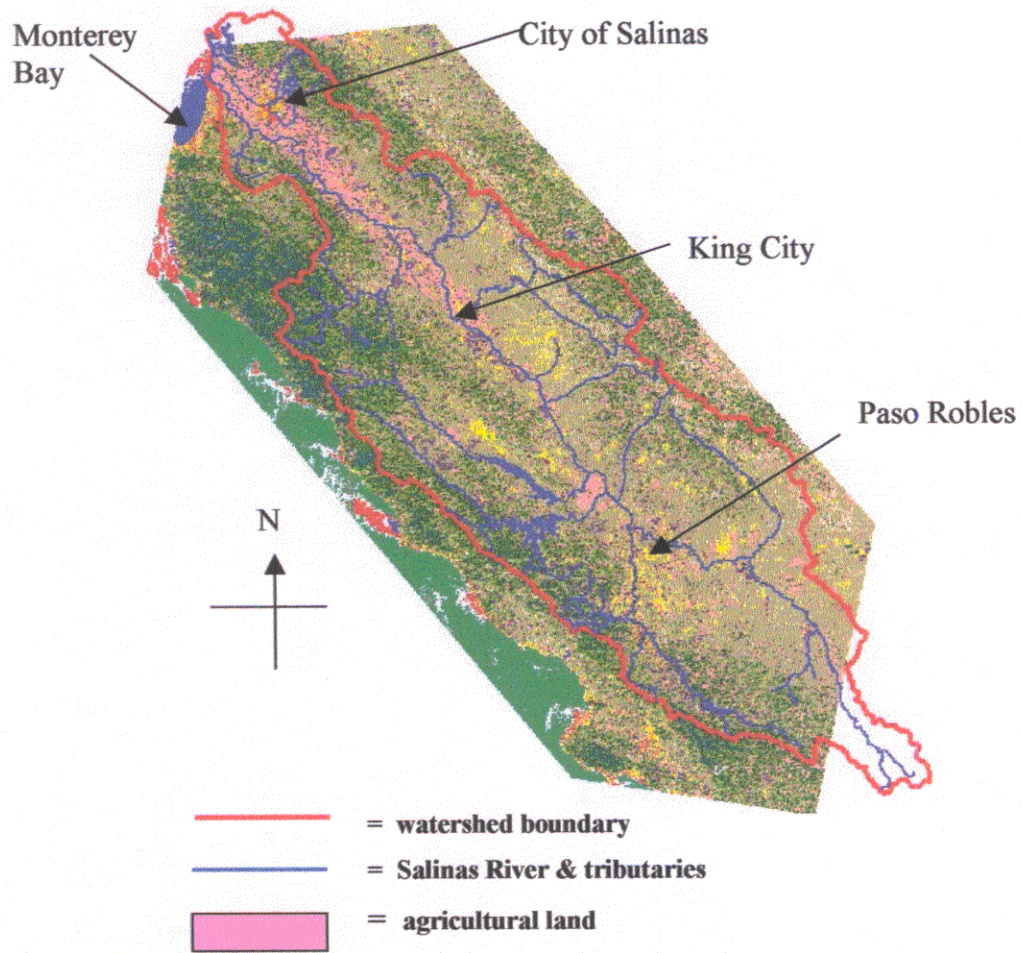 Monterey
Bay
City of Salinas
King City
Paso Robles
N
= watershed boundary
= Salinas River & tributaries
= agricultural land